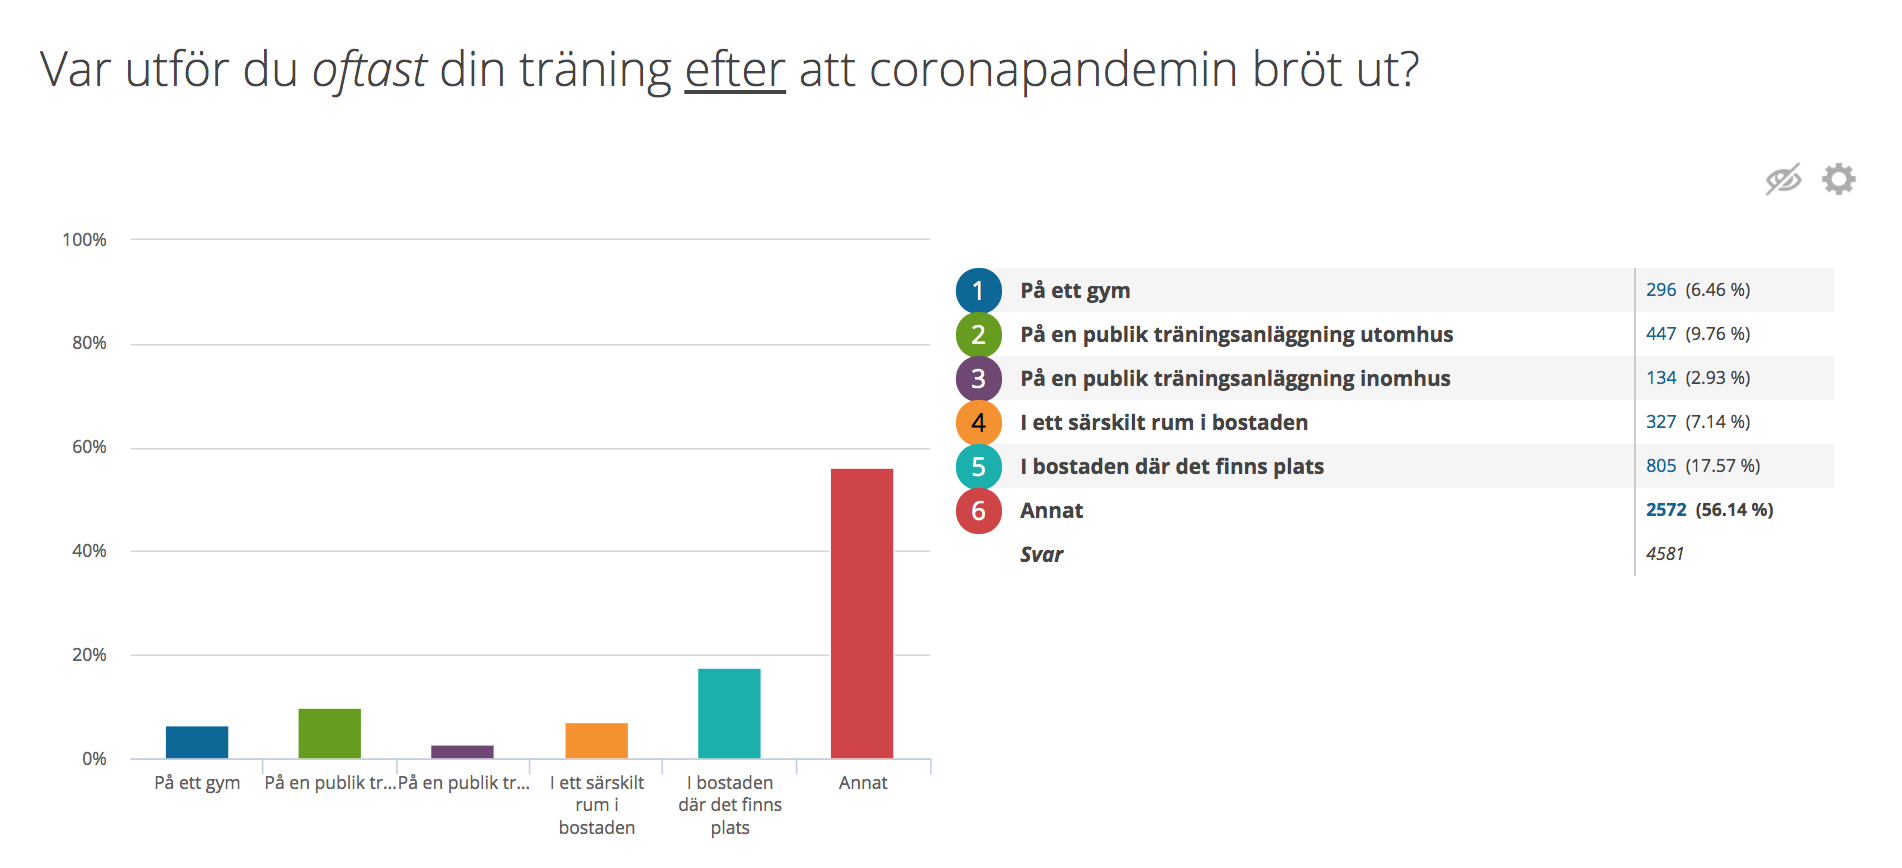 Var utför du oftast din träning efter att coronapandemin bröt ut?
100%
80%
60%
40%
20%
0%
På ett gym
På en publik tr...
På en publik tr...
I ett särskilt
rum i
bostaden
I bostaden
där det finns
plats
Annat
1 På ett gym 296 (6.46 %)
2 På en publik träningsanläggning utomhus 447 (9.76 %)
3 På en publik träningsanläggning inomhus 134 (2.93 %)
4 I ett särskilt rum i bostaden 327 (7.14 %)
5 I bostaden där det finns plats 805 (17.57 %)
6 Annat 2572 (56.14 %)
Svar 4581